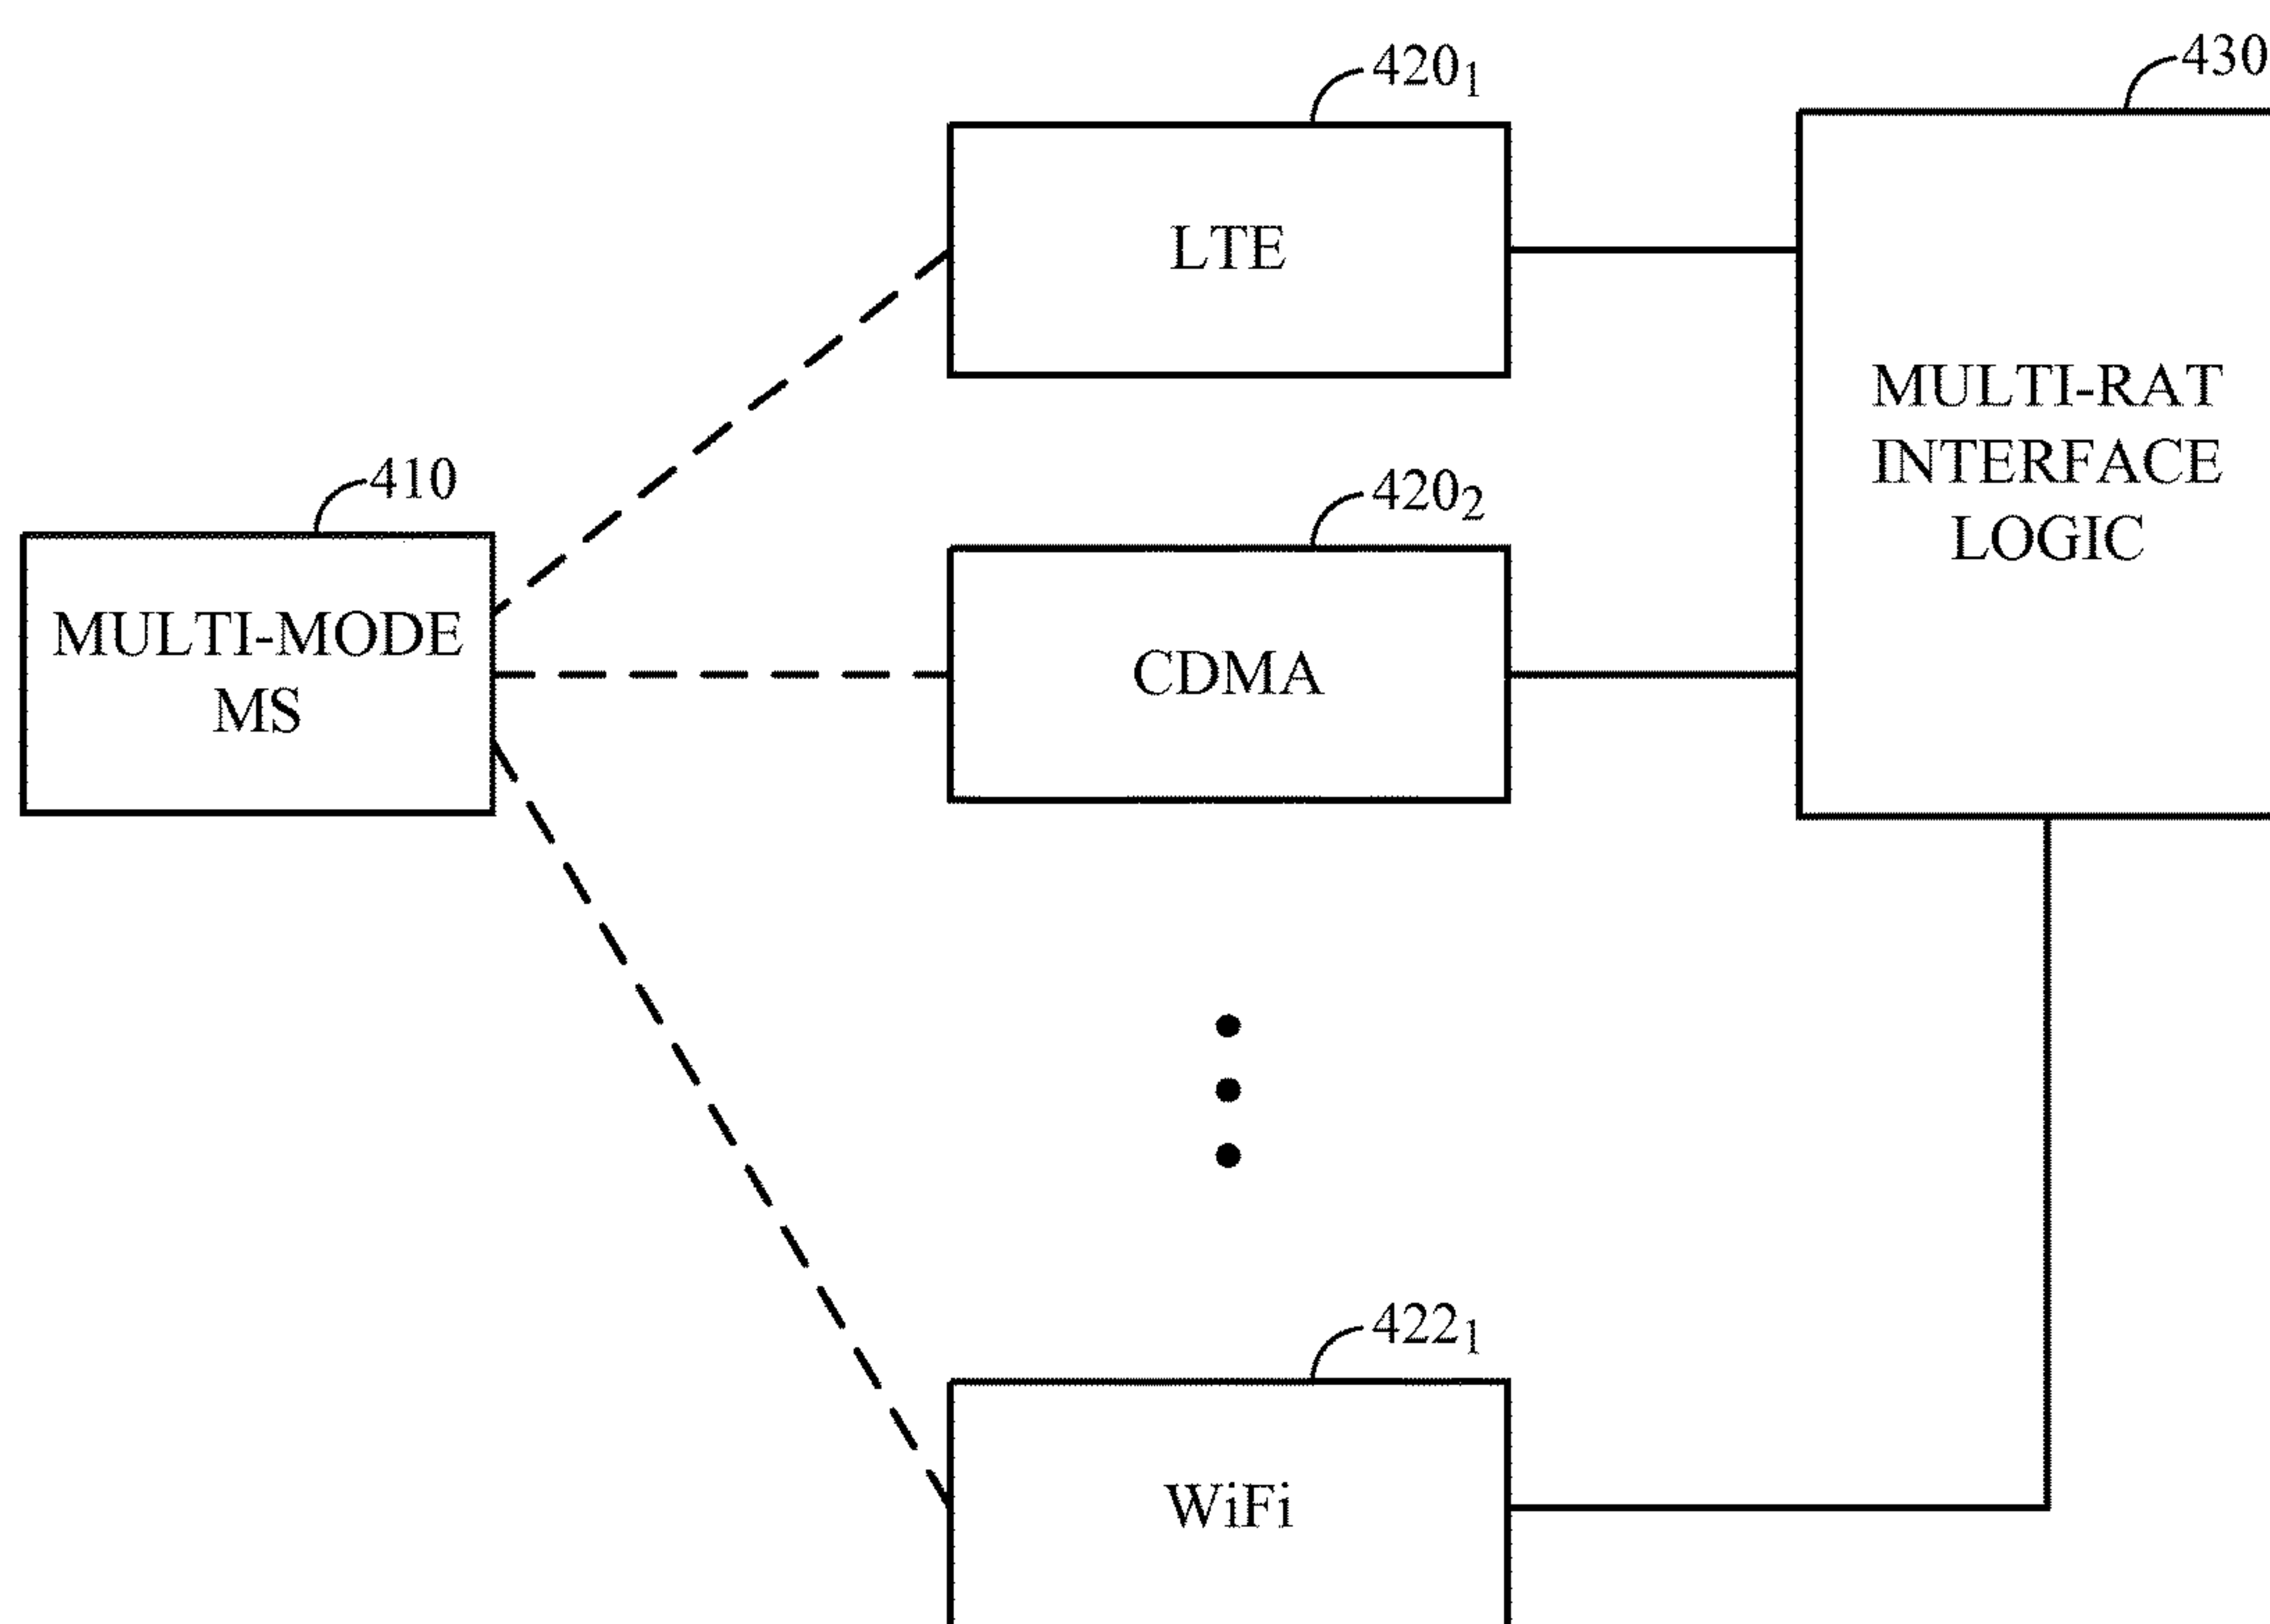 420₁
430
LTE
MULTI-RAT
INTERFACE
LOGIC
410
420₂
MULTI-MODE
MS
CDMA
422₁
WiFi